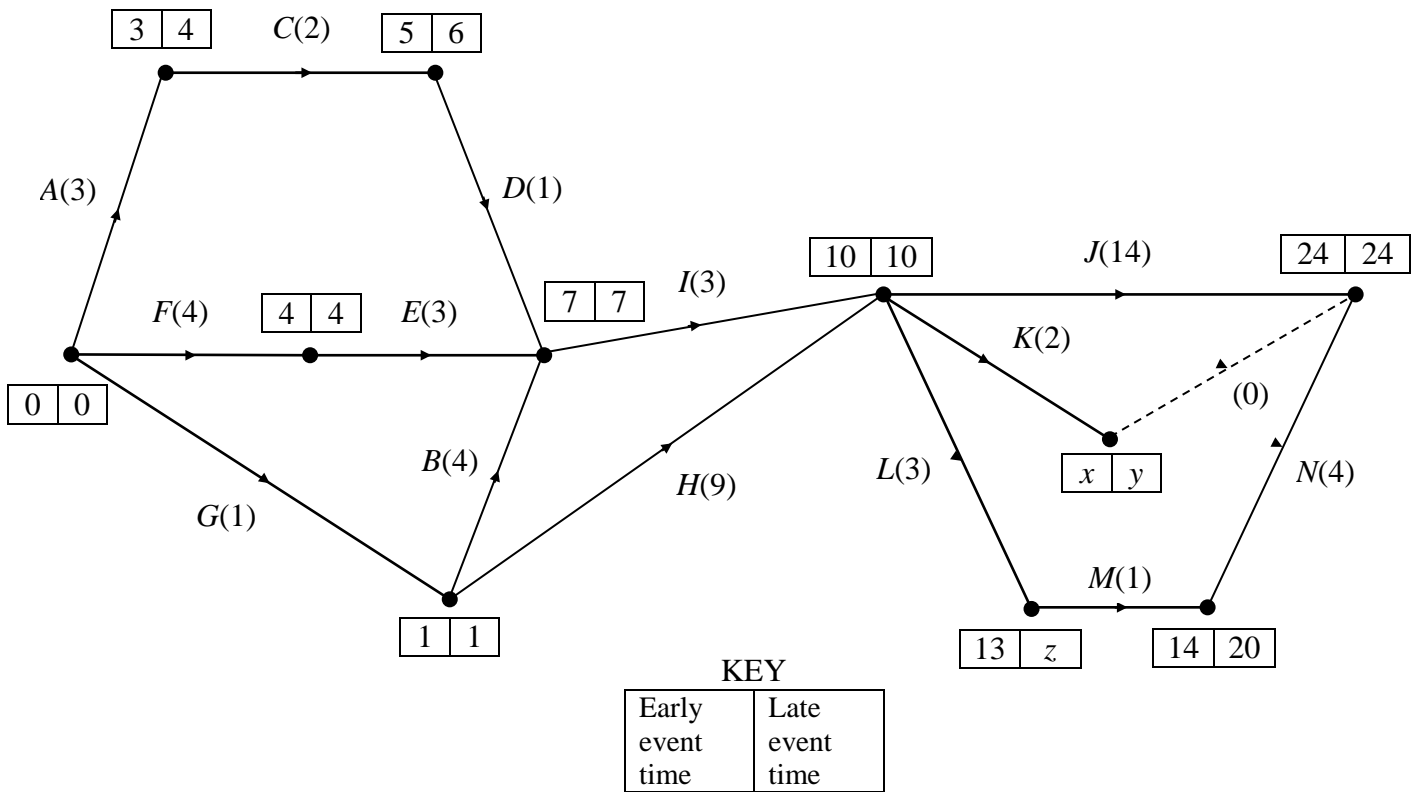 3 4
C(2)
5 6
A(3)
D(1)
10 10
J(14)
24 24
F(4)
4 4
E(3)
7 7
I(3)
K(2)
0 0
(0)
B(4)
H(9)
L(3)
x y
N(4)
G(1)
M(1)
1 1
13 z
14 20
KEY
Early event time
Late event time